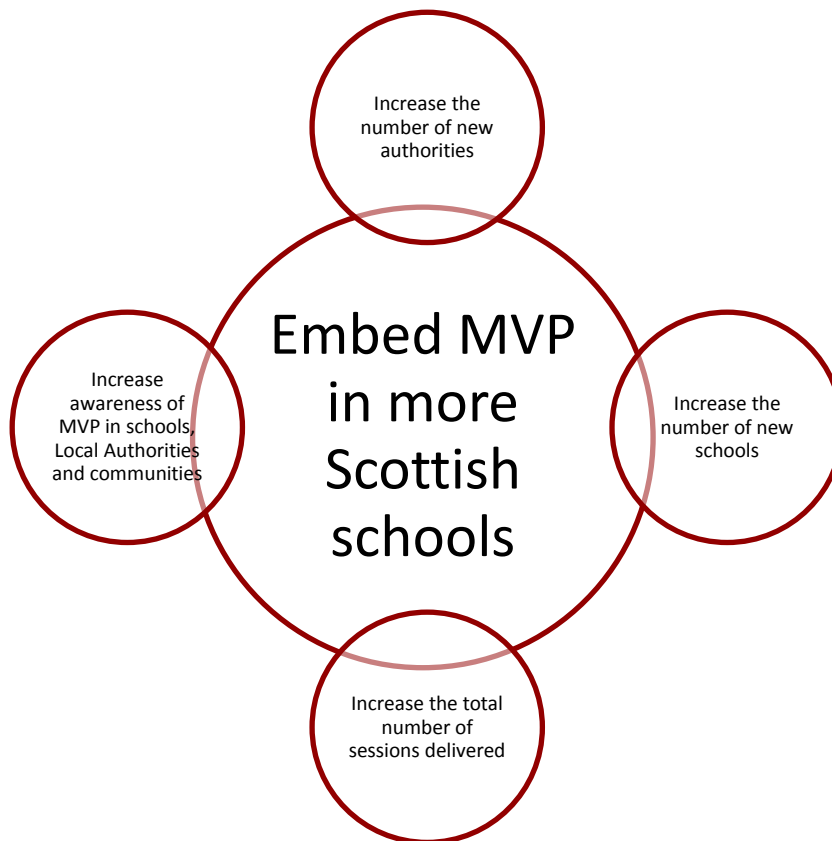 Increase the
number of new
authorities
Embed MVP
in more
Scottish
schools
Increase the
number of new
schools
Increase the total
number of
sessions delivered
Increase
awareness of
MVP in schools,
Local Authorities
and communities